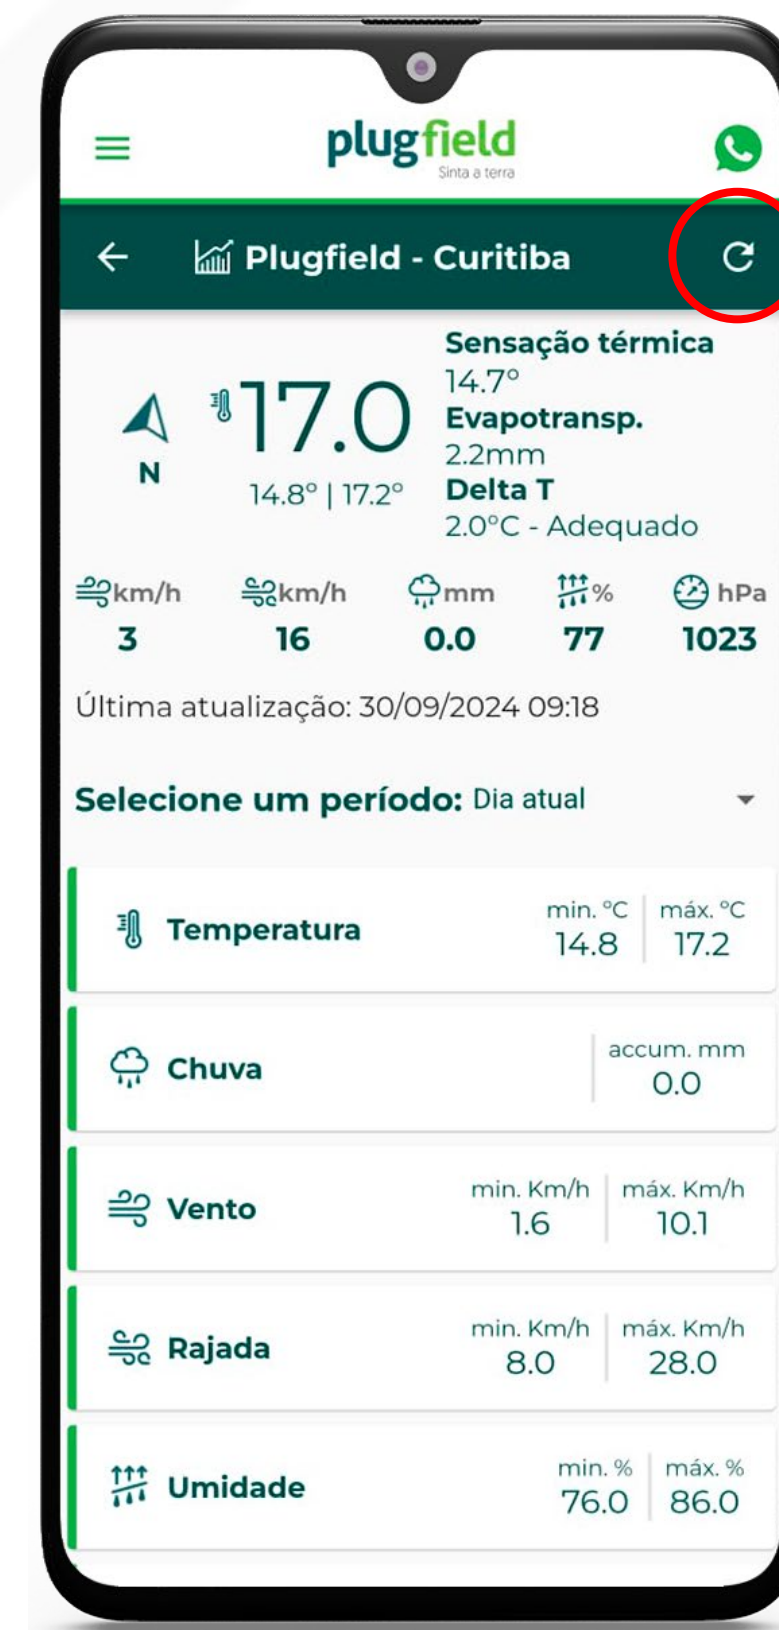 plugfield
Sinta a terra
Plugfield - Curitiba
Sensação térmica
14.7°
Evapotransp.
2.2mm
Delta T
2.0°C - Adequado
17.0
14.8° | 17.2°
N
km/h km/h mm % hPa
3 16 0.0 77 1023
Última atualização: 30/09/2024 09:18
Selecione um período: Dia atual
Temperatura
min. °C máx. °C
14.8 17.2
Chuva
accum. mm
0.0
Vento
min. Km/h máx. Km/h
1.6 10.1
Rajada
min. Km/h máx. Km/h
8.0 28.0
Umidade
min. % máx. %
76.0 86.0